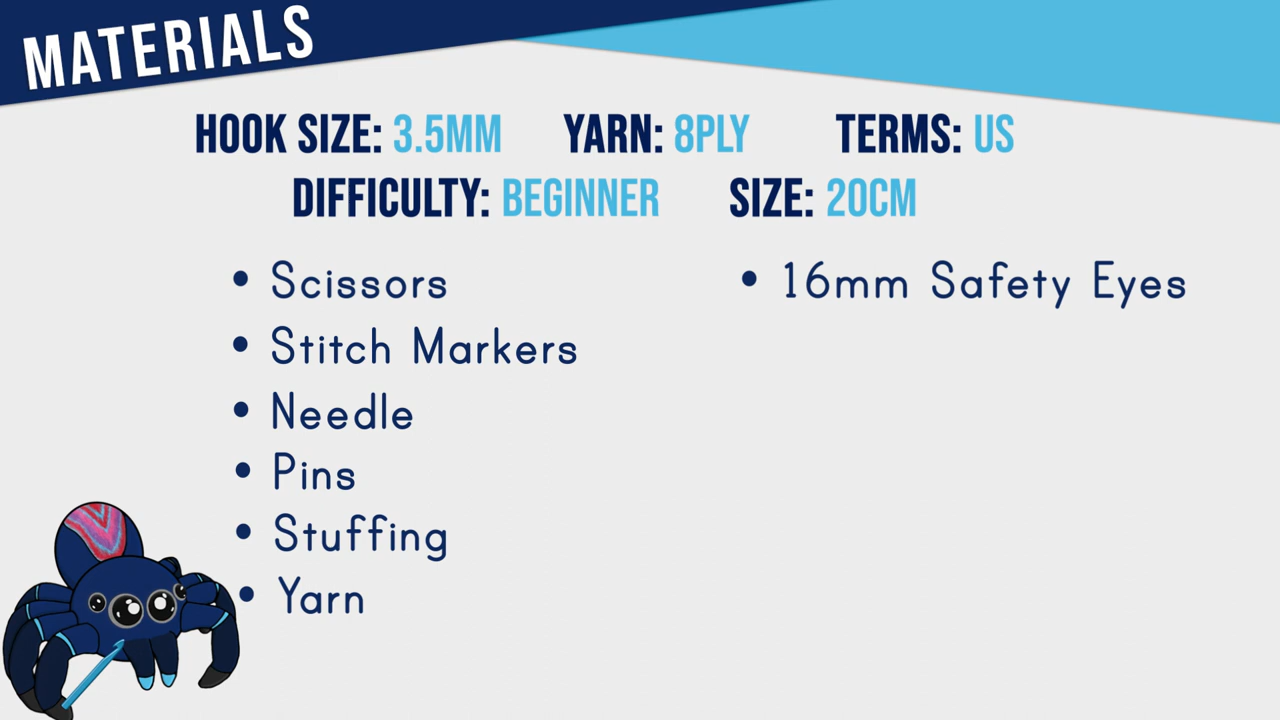 MATERIALS
HOOK SIZE: 3.5MM YARN: 8PLY TERMS: US
DIFFICULTY: BEGINNER SIZE: 20CM
• Scissors
• Stitch Markers
• Needle
• Pins
• Stuffing
• Yarn
• 16mm Safety Eyes